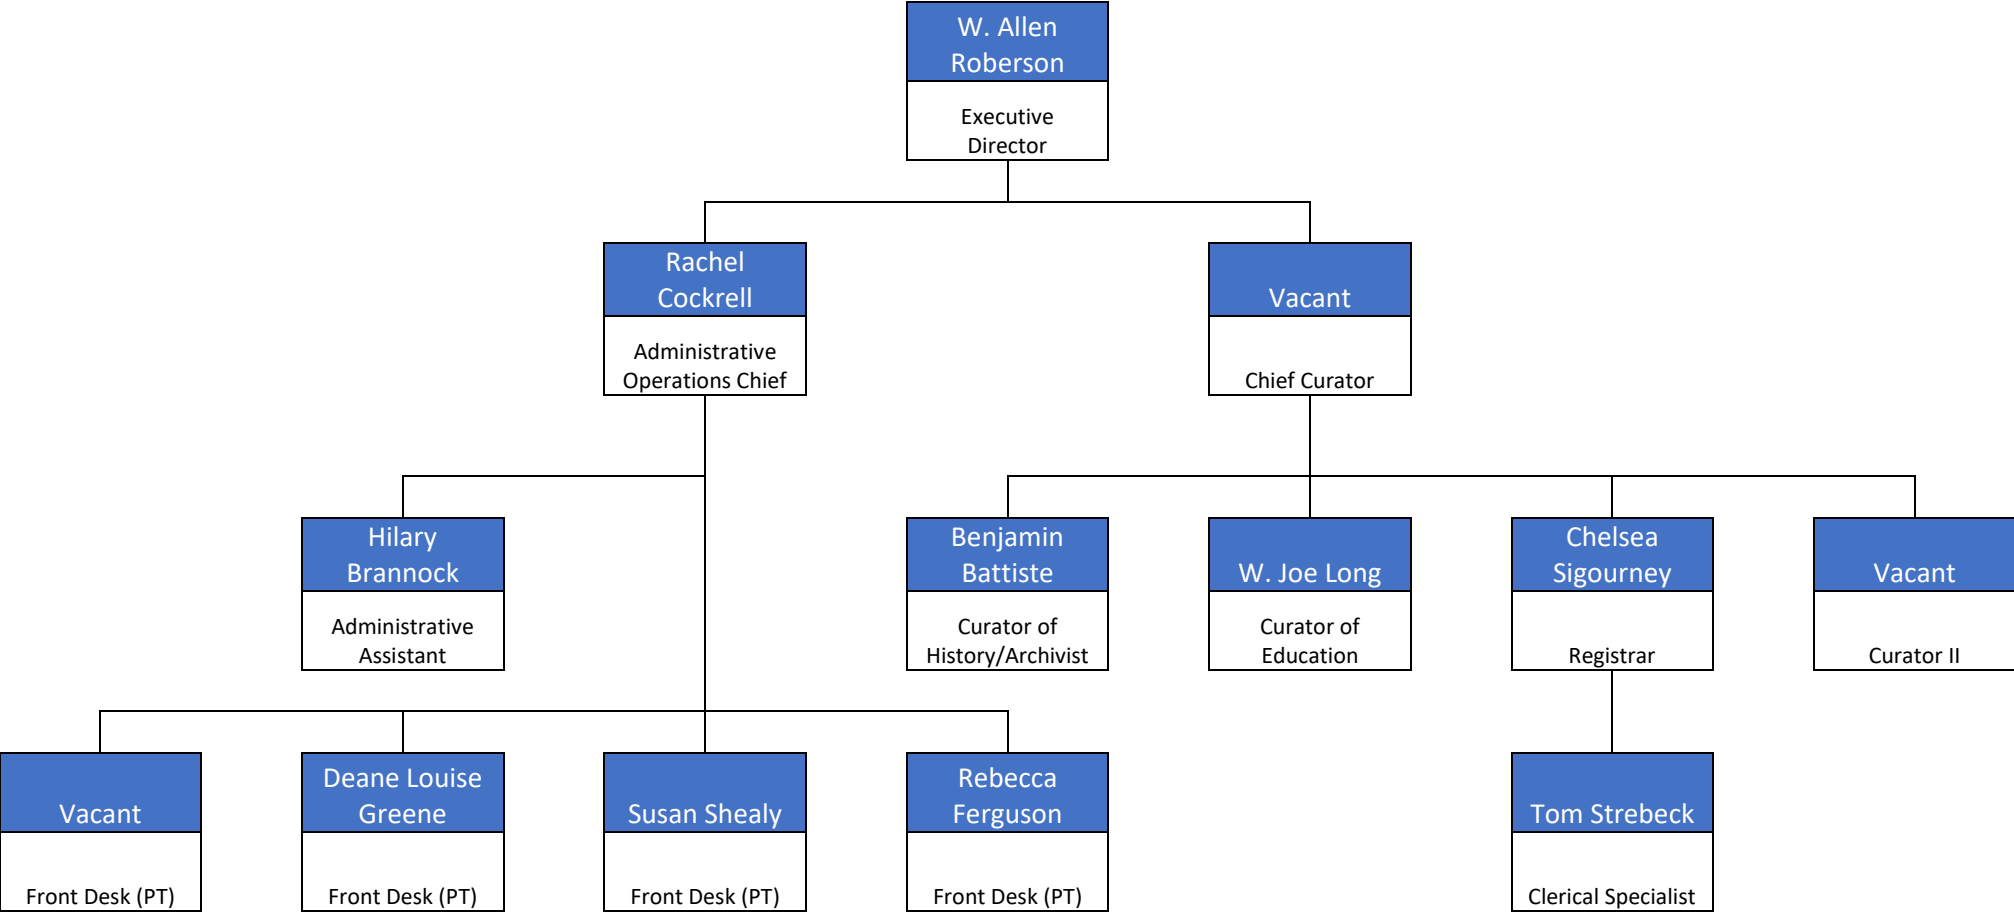 W. Allen
Roberson
Executive
Director
Rachel
Cockrell
Administrative
Operations Chief
Vacant
Chief Curator
Hilary
Brannock
Administrative
Assistant
Benjamin
Battiste
Curator of
History/Archivist
W. Joe Long
Curator of
Education
Chelsea
Sigourney
Registrar
Vacant
Curator II
Vacant
Front Desk (PT)
Deane Louise
Greene
Front Desk (PT)
Susan Shealy
Front Desk (PT)
Rebecca
Ferguson
Front Desk (PT)
Tom Strebeck
Clerical Specialist